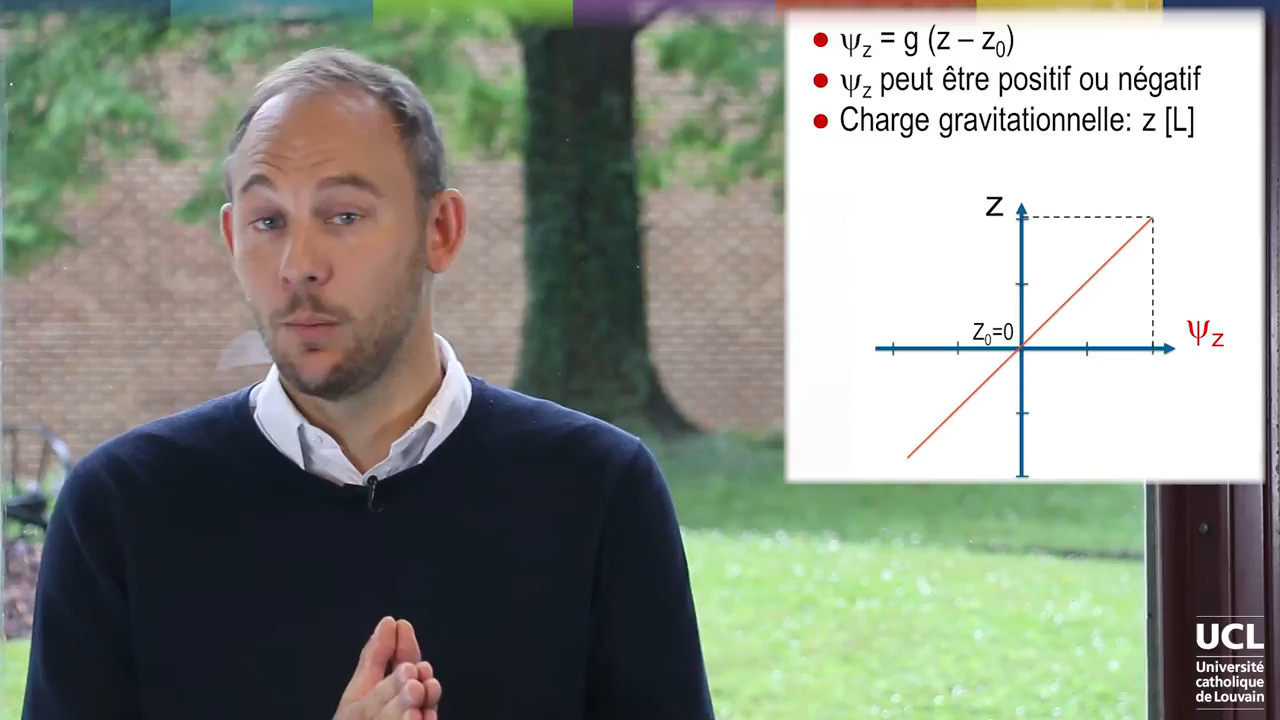 ● ψz = g (z – z0)
● ψz peut être positif ou négatif
● Charge gravitationnelle: z [L]
z
Z0=0
ψz
UCL
Université
catholique
de Louvain